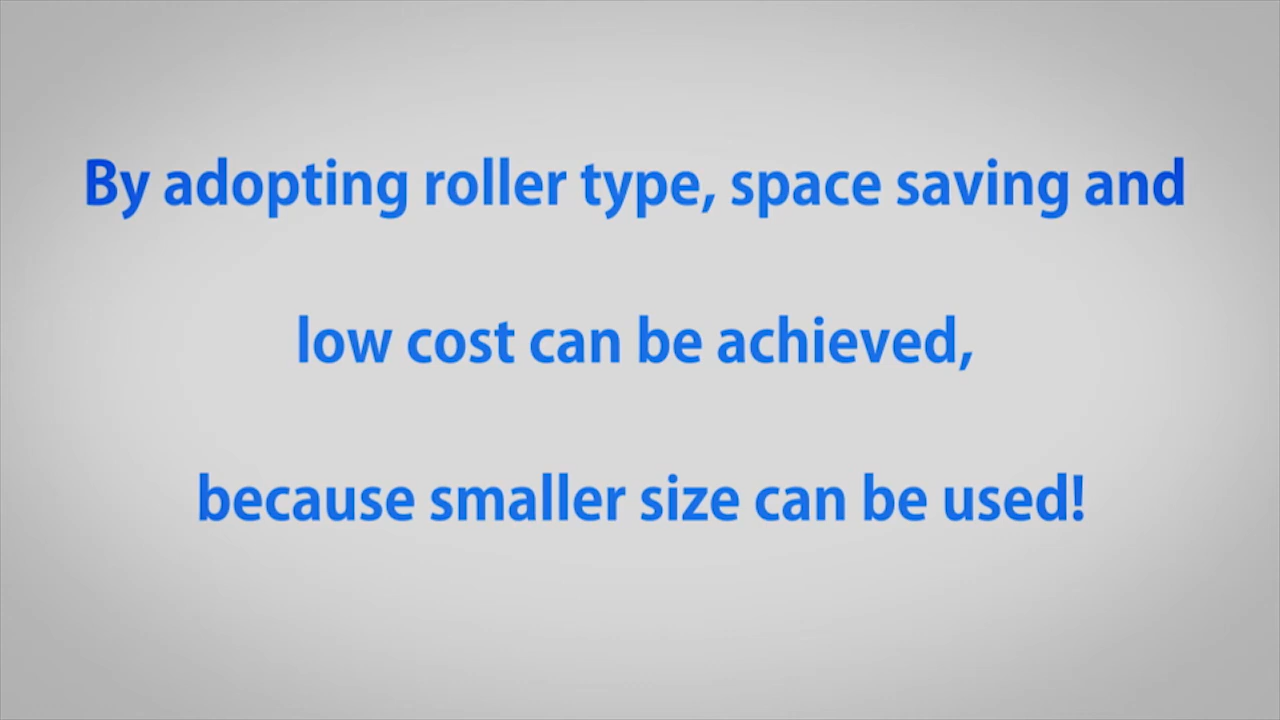 By adopting roller type, space saving and
low cost can be achieved,
because smaller size can be used!